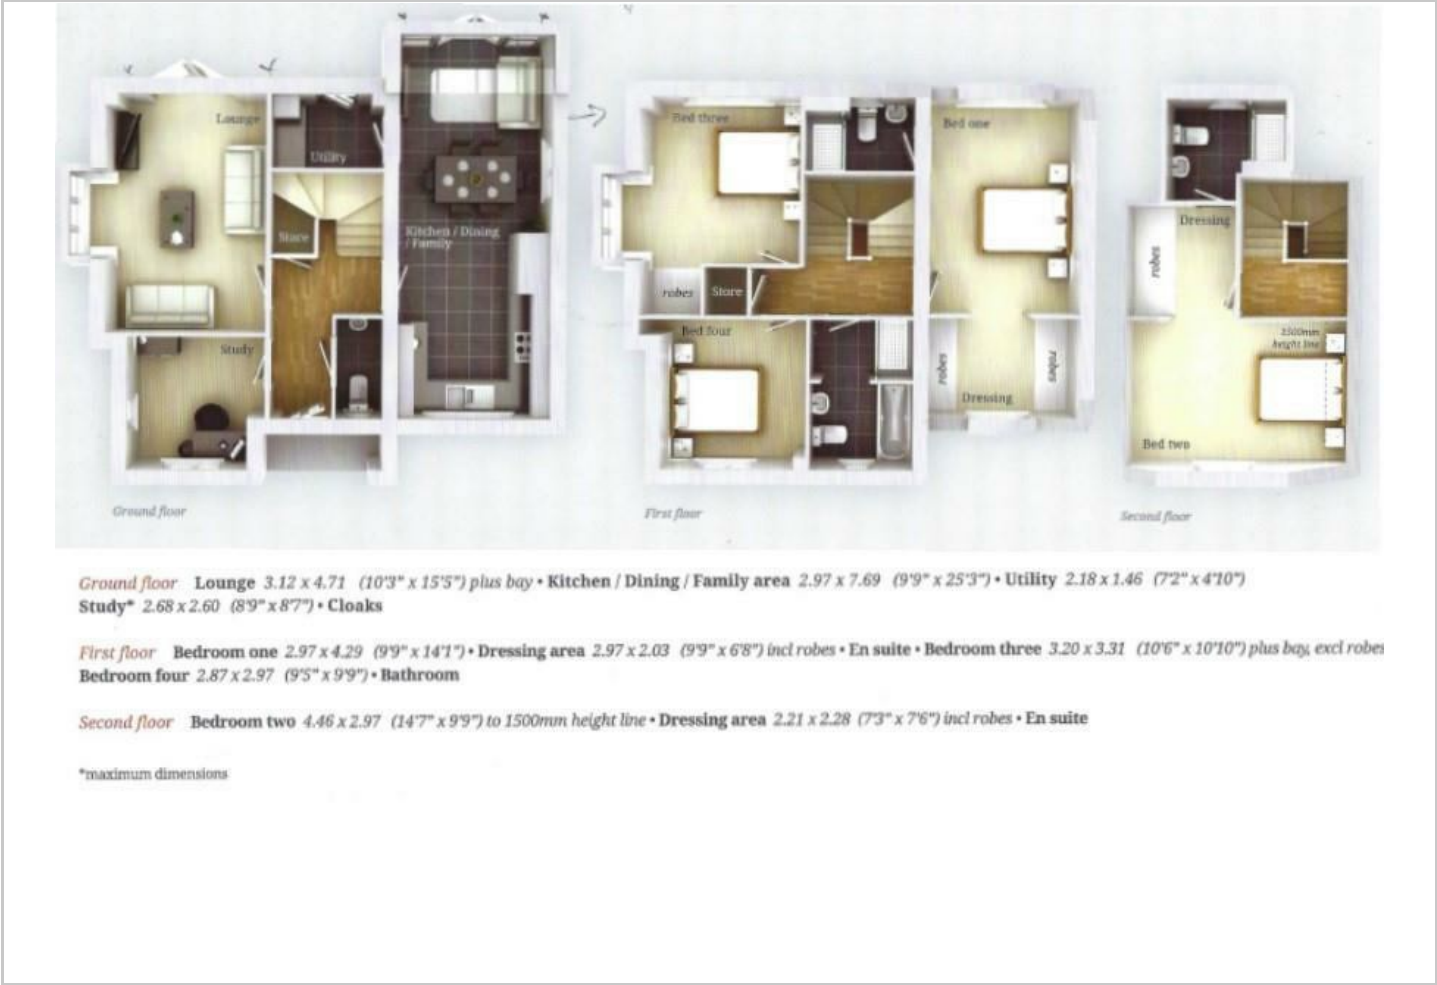 Lounge
Utility
Store
Kitchen / Dining
/ Family
Study
Ground floor
Bed three
robes
Store
Bed four
Bed one
robes
robes
Dressing
First floor
Dressing
robes
1500mm
height line
Bed two
Second floor
Ground floor Lounge 3.12 x 4.71 (10'3" x 15'5") plus bay • Kitchen / Dining / Family area 2.97 x 7.69 (9'9" x 25'3") • Utility 2.18 x 1.46 (7'2" x 4'10")
Study* 2.68 x 2.60 (8'9" x 8'7") • Cloaks
First floor Bedroom one 2.97 x 4.29 (9'9" x 14'1") • Dressing area 2.97 x 2.03 (9'9" x 6'8") incl robes • En suite • Bedroom three 3.20 x 3.31 (10'6" x 10'10") plus bay, excl robes
Bedroom four 2.87 x 2.97 (9'5" x 9'9") • Bathroom
Second floor Bedroom two 4.46 x 2.97 (14'7" x 9'9") to 1500mm height line • Dressing area 2.21 x 2.28 (7'3" x 7'6") incl robes • En suite
*maximum dimensions